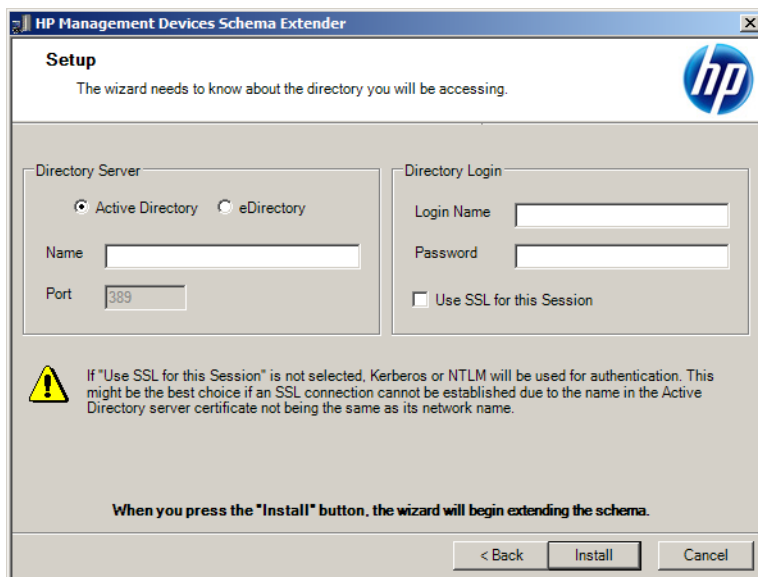 HP Management Devices Schema Extender
Setup
The wizard needs to know about the directory you will be accessing.
hp
Directory Server
Active Directory
eDirectory
Name
Port
389
Directory Login
Login Name
Password
Use SSL for this Session
If "Use SSL for this Session" is not selected, Kerberos or NTLM will be used for authentication. This
might be the best choice if an SSL connection cannot be established due to the name in the Active
Directory server certificate not being the same as its network name.
When you press the "Install" button, the wizard will begin extending the schema.
< Back
Install
Cancel